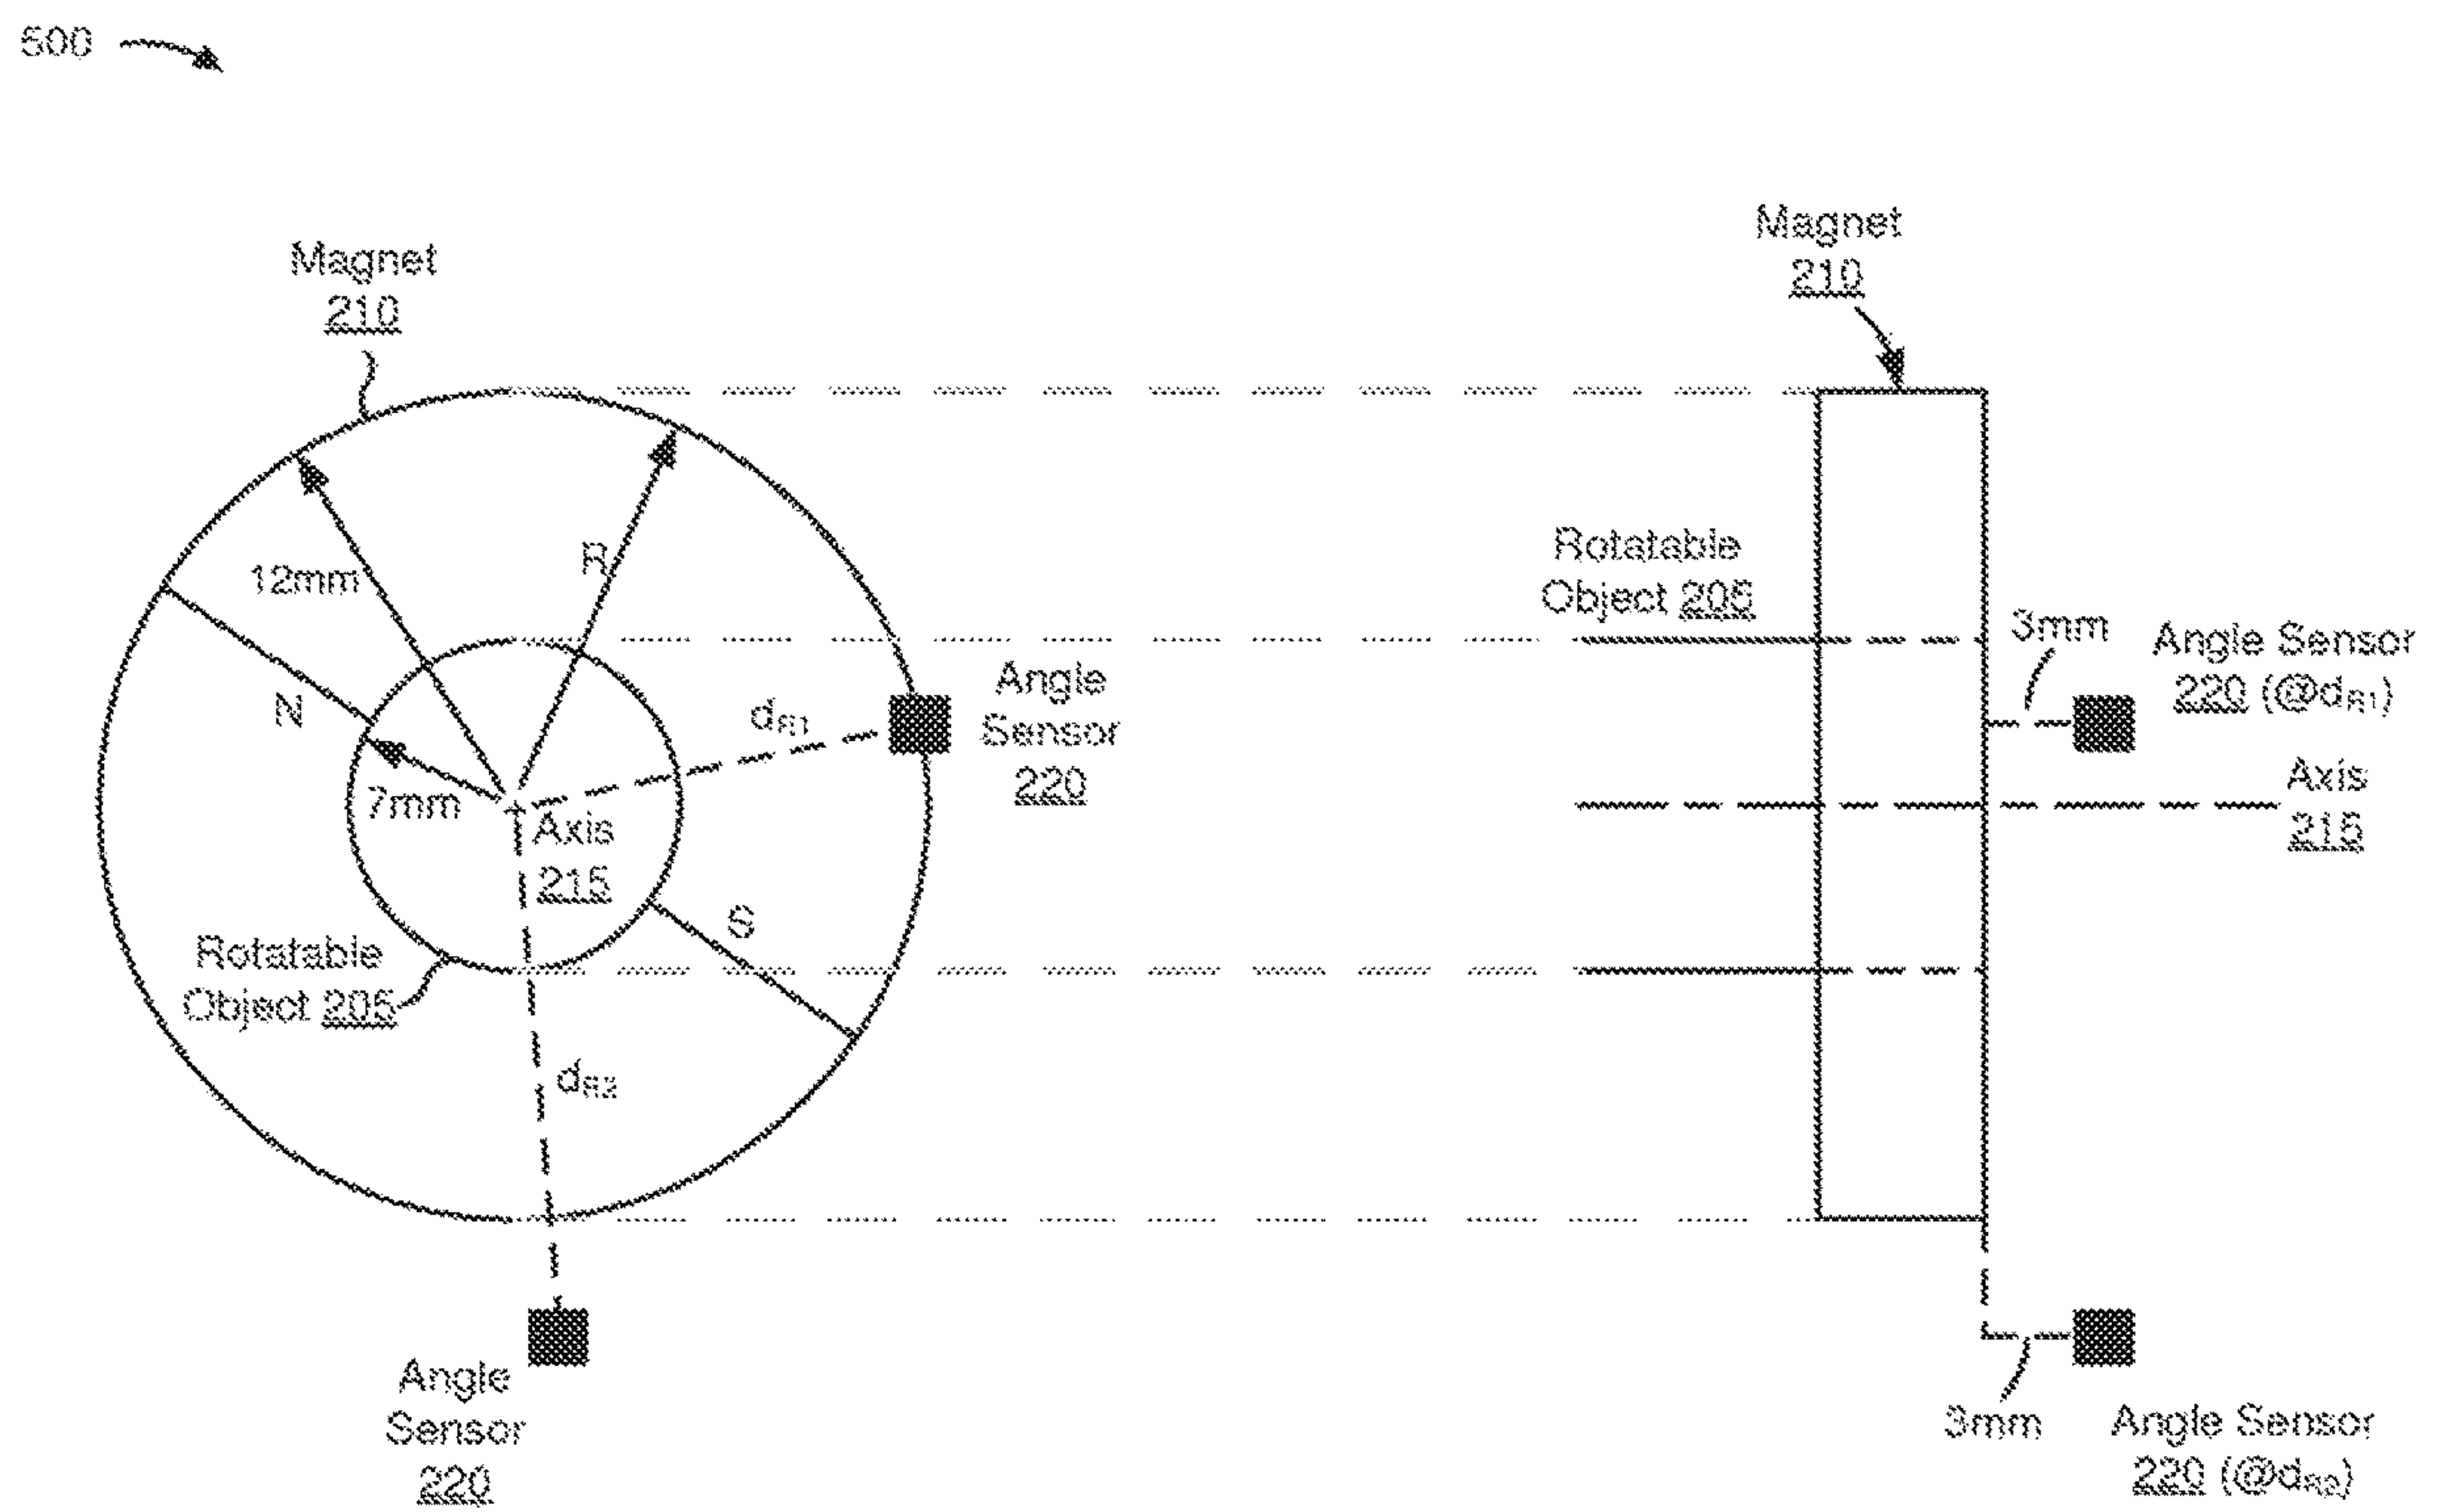 500
Magnet
210
Magnet
210
12mm
R
Rotatable
Object 205
3mm
Angle Sensor
220 (@dR1)
N
dR1
Angle
Sensor
220
7mm
Axis
215
Axis
215
S
Rotatable
Object 205
dR2
Angle
Sensor
220
3mm
Angle Sensor
220 (@dR2)